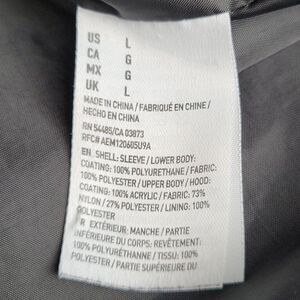 US L
CA G
MX G
UK L
MADE IN CHINA / FABRIQUÉ EN CHINE /
HECHO EN CHINA
RN 54485/CA 03873
RFC# AEM120605U9A
EN SHELL: SLEEVE / LOWER BODY:
COATING: 100% POLYURETHANE / FABRIC:
100% POLYESTER / UPPER BODY / HOOD:
COATING: 100% ACRYLIC / FABRIC: 73%
NYLON / 27% POLYESTER / LINING: 100%
POLYESTER
EXTÉRIEUR: MANCHE / PARTIE
INFÉRIEURE DU CORPS: REVÊTEMENT:
100% POLYURÉTHANNE / TISSU: 100%
POLYESTER / PARTIE SUPÉRIEURE DU